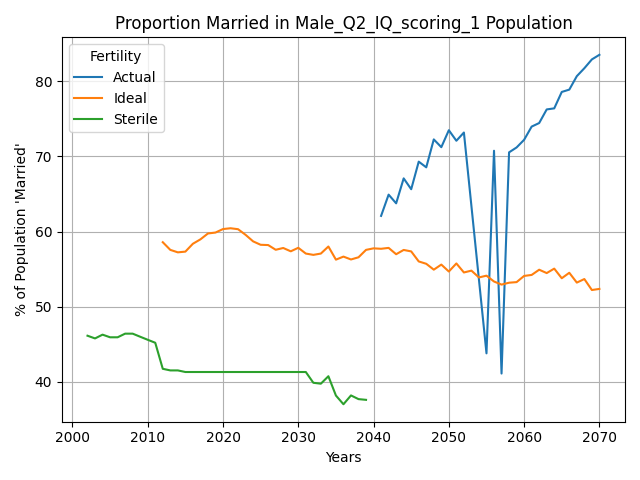 Proportion Married in Male_Q2_IQ_scoring_1 Population
Fertility
Actual
Ideal
Sterile
% of Population 'Married'
80
70
60
50
40
2000 2010 2020 2030 2040 2050 2060 2070
Years